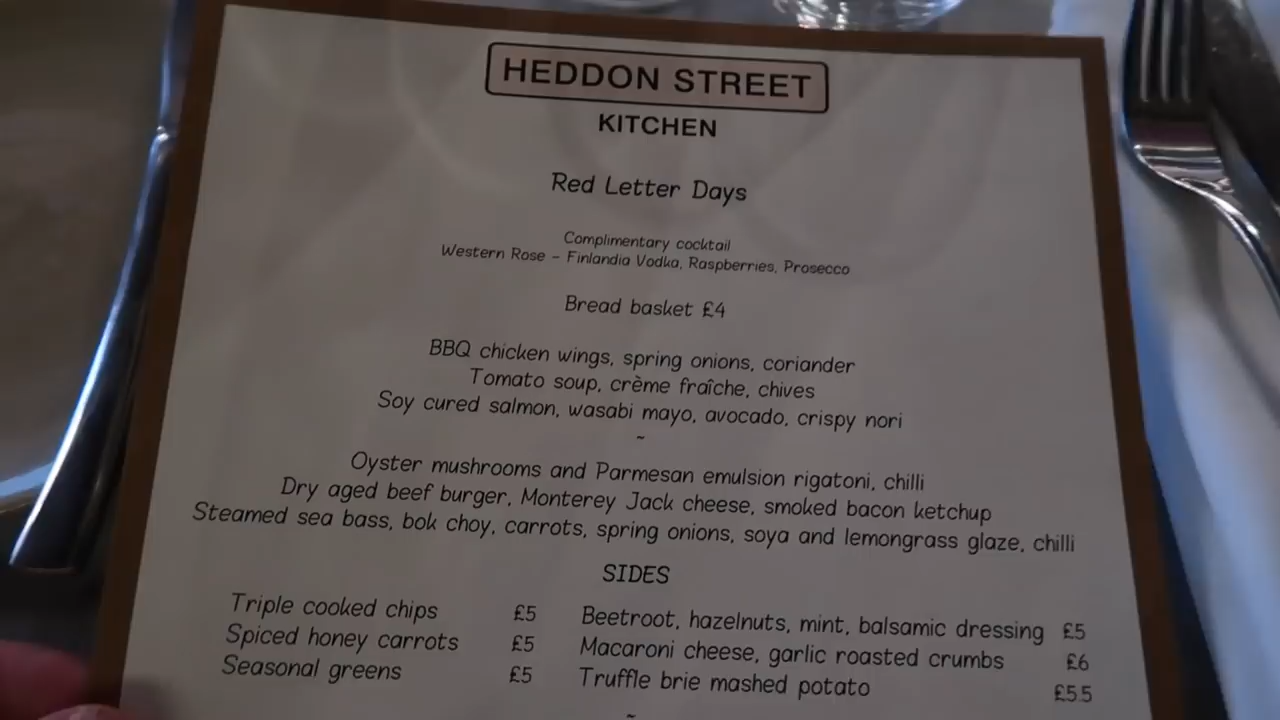 HEDDON STREET
KITCHEN
Red Letter Days
Complimentary cocktail
Western Rose – Finlandia Vodka, Raspberries, Prosecco
Bread basket £4
BBQ chicken wings, spring onions, coriander
Tomato soup, crème fraîche, chives
Soy cured salmon, wasabi mayo, avocado, crispy nori
~
Oyster mushrooms and Parmesan emulsion rigatoni, chilli
Dry aged beef burger, Monterey Jack cheese, smoked bacon ketchup
Steamed sea bass, bok choy, carrots, spring onions, soya and lemongrass glaze, chilli
SIDES
Triple cooked chips £5
Spiced honey carrots £5
Seasonal greens £5
Beetroot, hazelnuts, mint, balsamic dressing £5
Macaroni cheese, garlic roasted crumbs £6
Truffle brie mashed potato £5.5
~